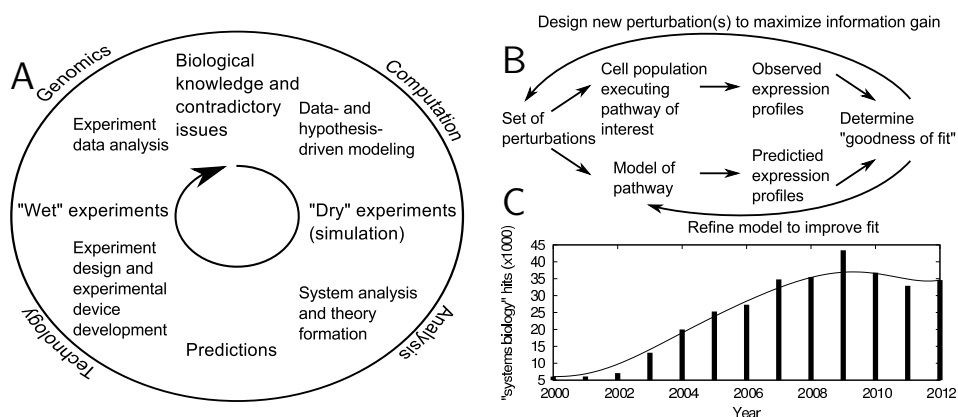 A
Genomics
Computation
Analysis
Technology
Biological
knowledge and
contradictory
issues
Data- and
hypothesis-
driven modeling
"Dry" experiments
(simulation)
System analysis
and theory
formation
Predictions
Experiment
design and
experimental
device
development
"Wet" experiments
Experiment
data analysis
B
Design new perturbation(s) to maximize information gain
Set of
perturbations
Cell population
executing
pathway of
interest
Observed
expression
profiles
Determine
"goodness of fit"
Model of
pathway
Predictied
expression
profiles
Refine model to improve fit
C
"systems biology" hits (x1000)
45
40
35
30
25
20
15
10
5
2000
2002
2004
2006
2008
2010
2012
Year